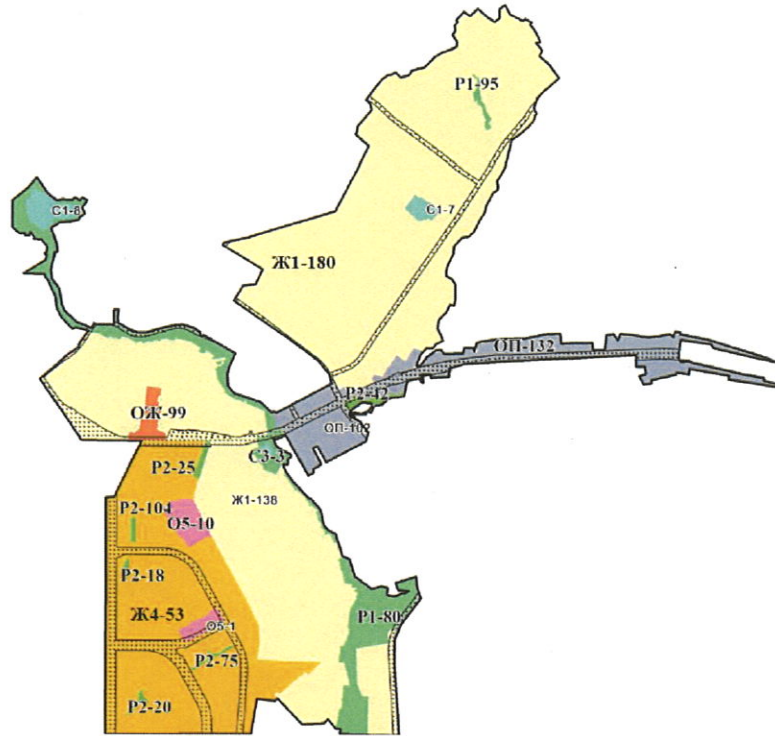 Р1-95
С1-8
С1-7
Ж1-180
ОП-132
Р2-42
ОЖ-99
ОП-102
С3-3
Р2-25
Ж1-138
Р2-104
О5-10
Р2-18
Ж4-53
О5-1
Р1-80
Р2-75
Р2-20